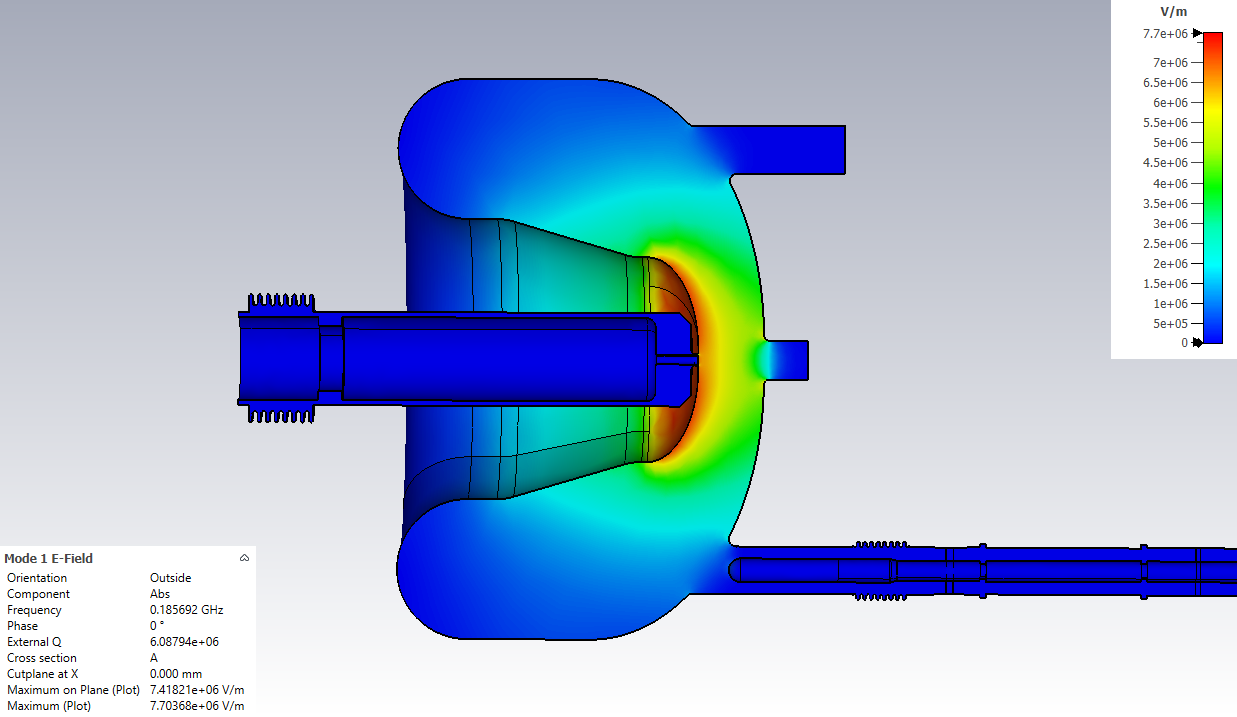 V/m
7.7e+06
7e+06
6.5e+06
6e+06
5.5e+06
5e+06
4.5e+06
4e+06
3.5e+06
3e+06
2.5e+06
2e+06
1.5e+06
1e+06
5e+05
0
Mode 1 E-Field
Orientation Outside
Component Abs
Frequency 0.185692 GHz
Phase 0 °
External Q 6.08794e+06
Cross section A
Cutplane at X 0.000 mm
Maximum on Plane (Plot) 7.41821e+06 V/m
Maximum (Plot) 7.70368e+06 V/m